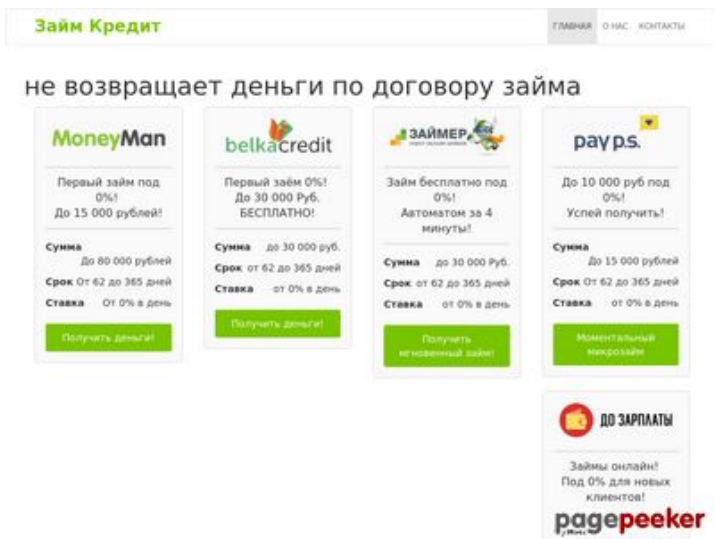 Займ Кредит
ГЛАВНАЯ О НАС КОНТАКТЫ
не возвращает деньги по договору займа
MoneyMan
Первый займ под
0%!
До 15 000 рублей!
Сумма
До 80 000 рублей
Срок От 62 до 365 дней
Ставка От 0% в день
Получить деньги!
belkacredit
Первый заём 0%!
До 30 000 Руб.
БЕСПЛАТНО!
Сумма до 30 000 руб.
Срок от 62 до 365 дней
Ставка от 0% в день
Получить деньги!
ЗАЙМЕР
Займ бесплатно под
0%!
Автоматом за 4
минуты!
Сумма до 30 000 Руб.
Срок от 62 до 365 дней
Ставка от 0% в день
Получить
мгновенный займ!
pay p.s.
До 10 000 руб под
0%!
Успей получить!
Сумма
До 15 000 рублей
Срок От 62 до 365 дней
Ставка от 0% в день
Моментальный
микрозайм
ДО ЗАРПЛАТЫ
Займы онлайн!
Под 0% для новых
клиентов!
pagepeeker